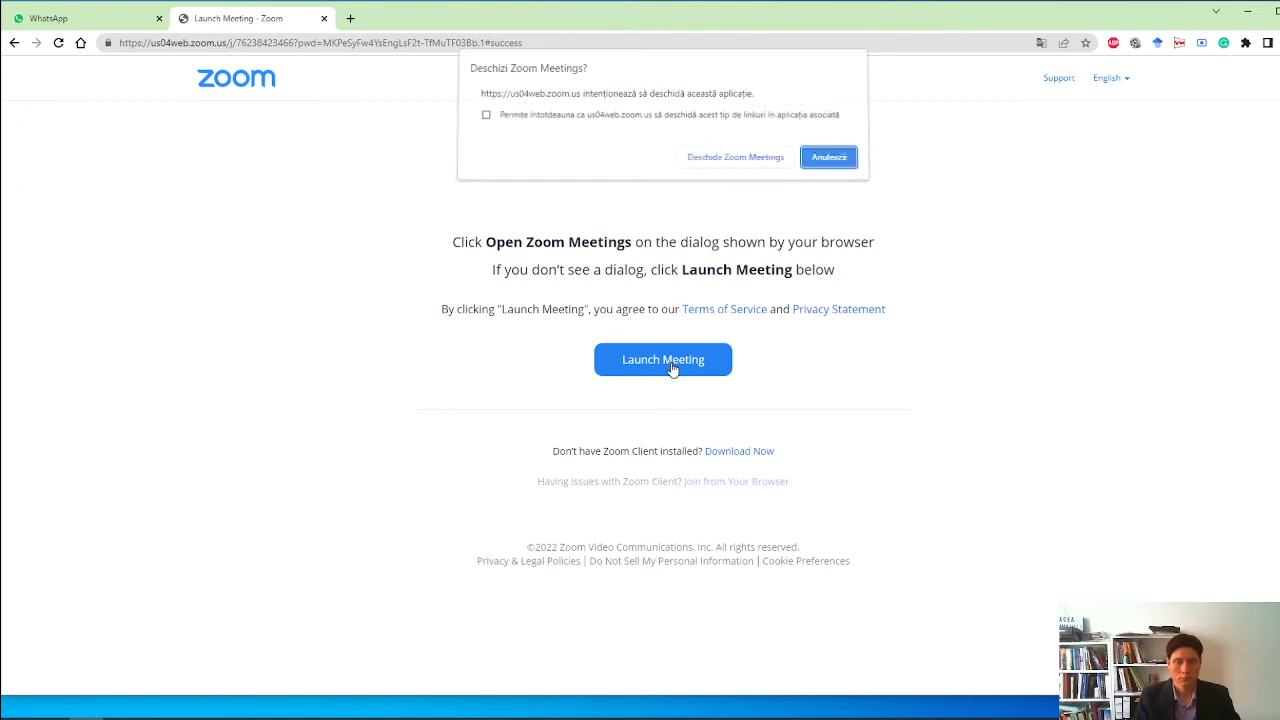 WhatsApp
Launch Meeting - Zoom
https://us04web.zoom.us/j/76238423466?pwd=MKPeSyFw4YsEngLsF2t-TfMuTF03Bb.1#success
zoom
Support
English
Deschizi Zoom Meetings?
https://us04web.zoom.us intenționează să deschidă această aplicație.
Permite întotdeauna ca us04web.zoom.us să deschidă acest tip de linkuri în aplicația asociată
Deschide Zoom Meetings
Anulează
Click Open Zoom Meetings on the dialog shown by your browser
If you don't see a dialog, click Launch Meeting below
By clicking "Launch Meeting", you agree to our Terms of Service and Privacy Statement
Launch Meeting
Don't have Zoom Client installed? Download Now
Having issues with Zoom Client? Join from Your Browser
©2022 Zoom Video Communications, Inc. All rights reserved.
Privacy & Legal Policies | Do Not Sell My Personal Information | Cookie Preferences